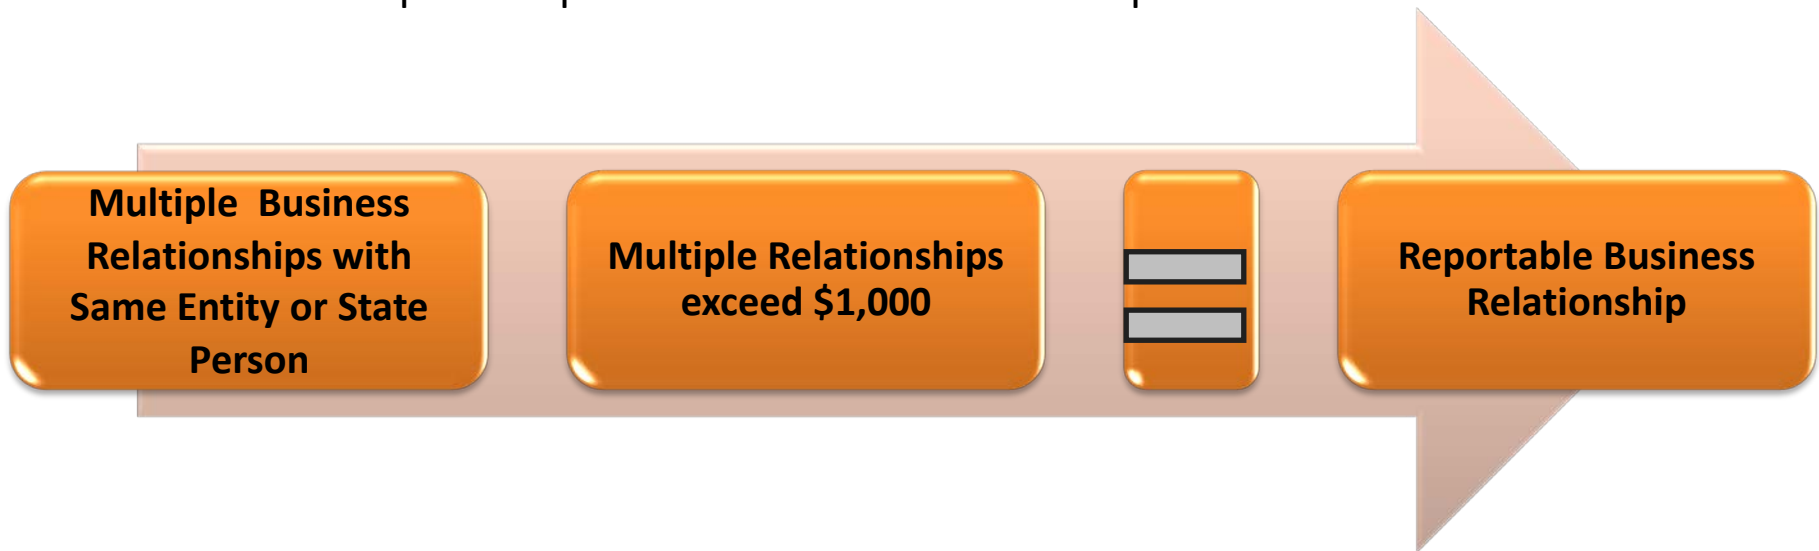 Multiple Business
Relationships with
Same Entity or State
Person
Multiple Relationships
exceed $1,000
Reportable Business
Relationship